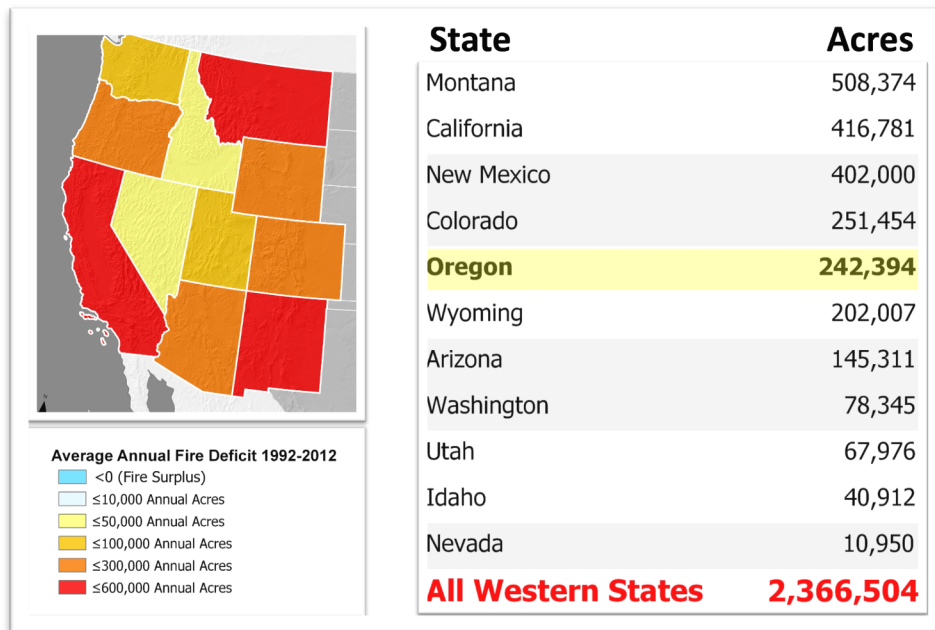 State Acres
Montana 508,374
California 416,781
New Mexico 402,000
Colorado 251,454
Oregon 242,394
Wyoming 202,007
Arizona 145,311
Washington 78,345
Utah 67,976
Idaho 40,912
Nevada 10,950
All Western States 2,366,504
Average Annual Fire Deficit 1992-2012
<0 (Fire Surplus)
≤10,000 Annual Acres
≤50,000 Annual Acres
≤100,000 Annual Acres
≤300,000 Annual Acres
≤600,000 Annual Acres